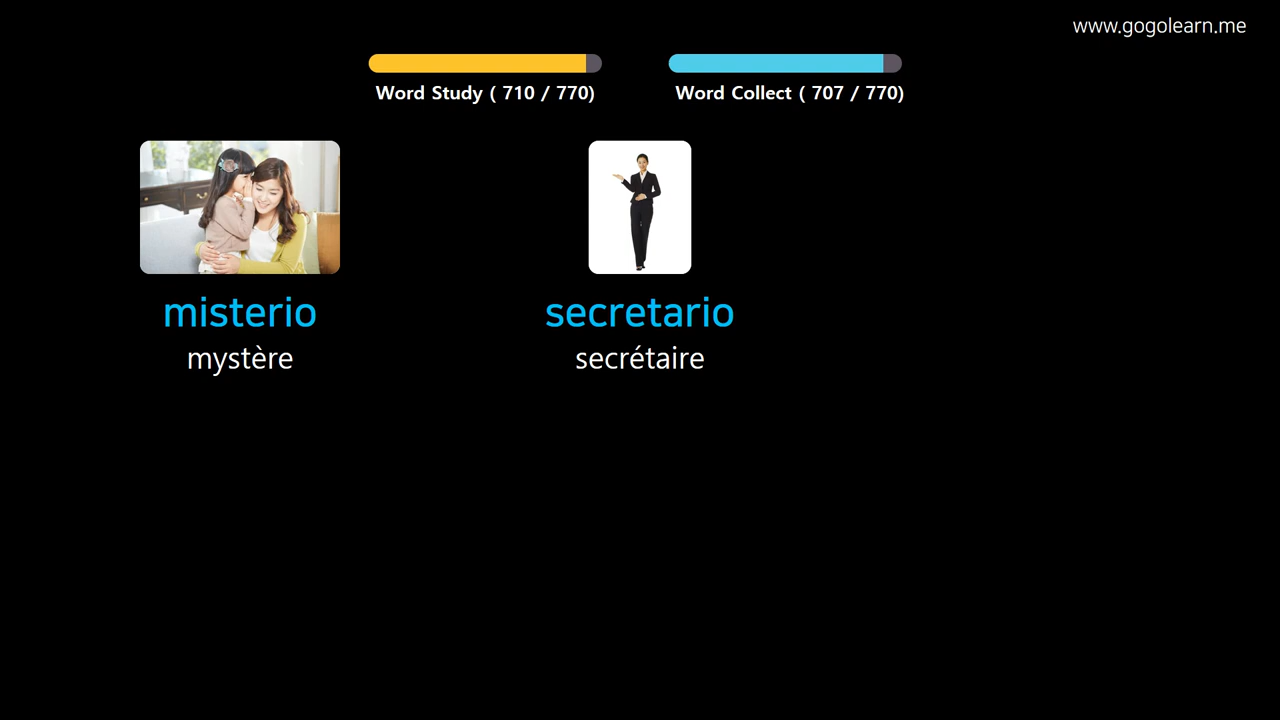 www.gogolearn.me
Word Study ( 710 / 770)
Word Collect ( 707 / 770)
misterio
mystère
secretario
secrétaire